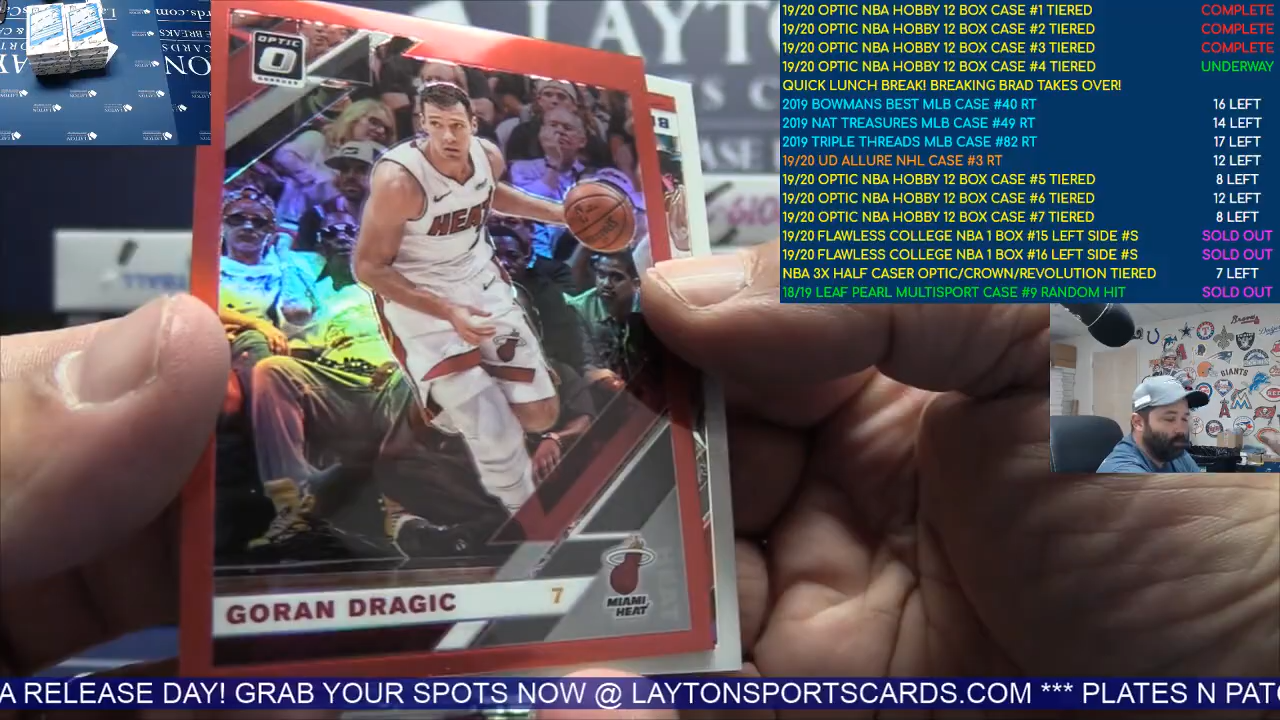 19/20 OPTIC NBA HOBBY 12 BOX CASE #1 TIERED COMPLETE
19/20 OPTIC NBA HOBBY 12 BOX CASE #2 TIERED COMPLETE
19/20 OPTIC NBA HOBBY 12 BOX CASE #3 TIERED COMPLETE
19/20 OPTIC NBA HOBBY 12 BOX CASE #4 TIERED UNDERWAY
QUICK LUNCH BREAK! BREAKING BRAD TAKES OVER!
2019 BOWMANS BEST MLB CASE #40 RT 16 LEFT
2019 NAT TREASURES MLB CASE #49 RT 14 LEFT
2019 TRIPLE THREADS MLB CASE #82 RT 17 LEFT
19/20 UD ALLURE NHL CASE #3 RT 12 LEFT
19/20 OPTIC NBA HOBBY 12 BOX CASE #5 TIERED 8 LEFT
19/20 OPTIC NBA HOBBY 12 BOX CASE #6 TIERED 12 LEFT
19/20 OPTIC NBA HOBBY 12 BOX CASE #7 TIERED 8 LEFT
19/20 FLAWLESS COLLEGE NBA 1 BOX #15 LEFT SIDE #S SOLD OUT
19/20 FLAWLESS COLLEGE NBA 1 BOX #16 LEFT SIDE #S SOLD OUT
NBA 3X HALF CASER OPTIC/CROWN/REVOLUTION TIERED 7 LEFT
18/19 LEAF PEARL MULTISPORT CASE #9 RANDOM HIT SOLD OUT
OPTIC
HEAT
GORAN DRAGIC 7
MIAMI
HEAT
GIANTS
A RELEASE DAY! GRAB YOUR SPOTS NOW @ LAYTONSPORTSCARDS.COM *** PLATES N PATC